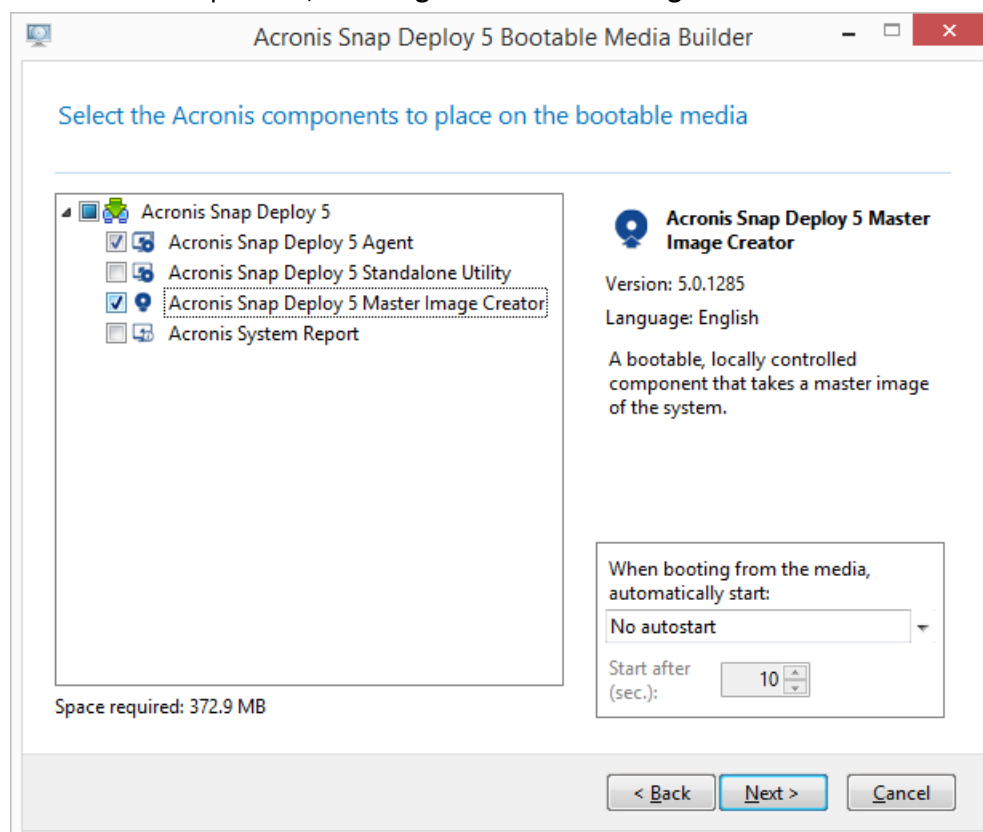 Acronis Snap Deploy 5 Bootable Media Builder
Select the Acronis components to place on the bootable media
Acronis Snap Deploy 5
Acronis Snap Deploy 5 Agent
Acronis Snap Deploy 5 Standalone Utility
Acronis Snap Deploy 5 Master Image Creator
Acronis System Report
Space required: 372.9 MB
Acronis Snap Deploy 5 Master
Image Creator
Version: 5.0.1285
Language: English
A bootable, locally controlled
component that takes a master image
of the system.
When booting from the media,
automatically start:
No autostart
Start after
(sec.):
10
< Back
Next >
Cancel